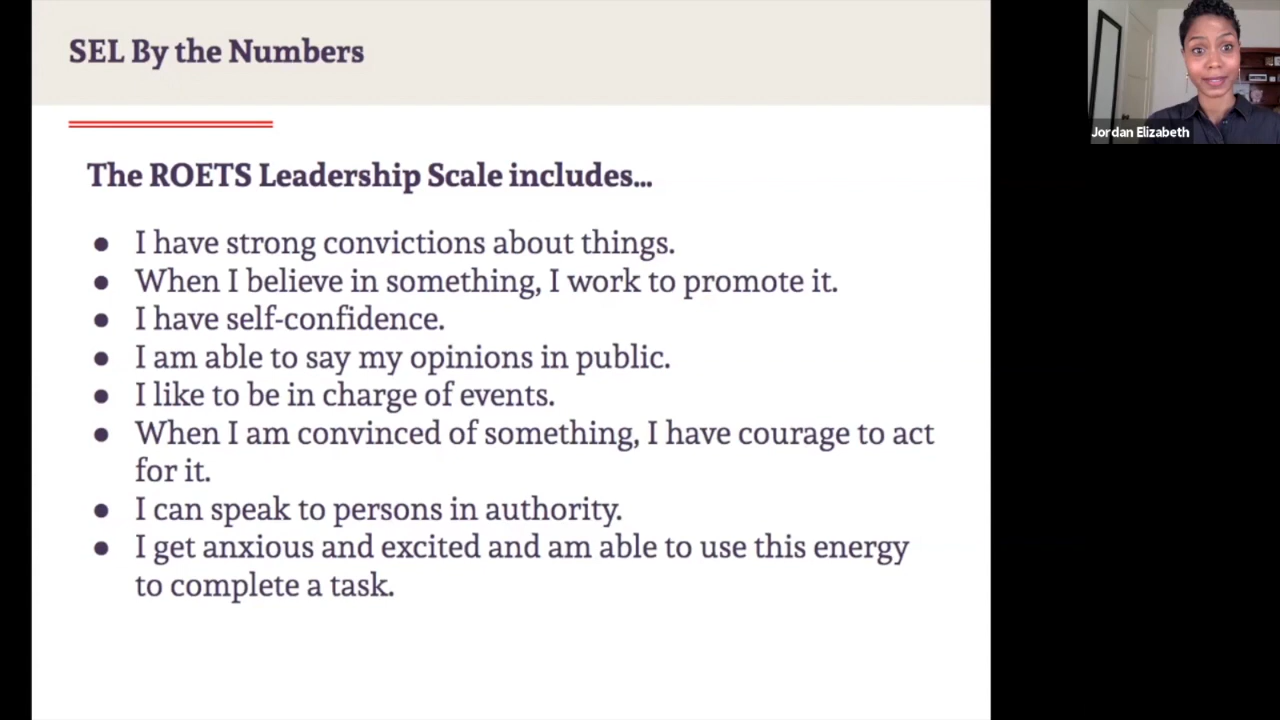 SEL By the Numbers
Jordan Elizabeth
The ROETS Leadership Scale includes…
● I have strong convictions about things.
● When I believe in something, I work to promote it.
● I have self-confidence.
● I am able to say my opinions in public.
● I like to be in charge of events.
● When I am convinced of something, I have courage to act
for it.
● I can speak to persons in authority.
● I get anxious and excited and am able to use this energy
to complete a task.